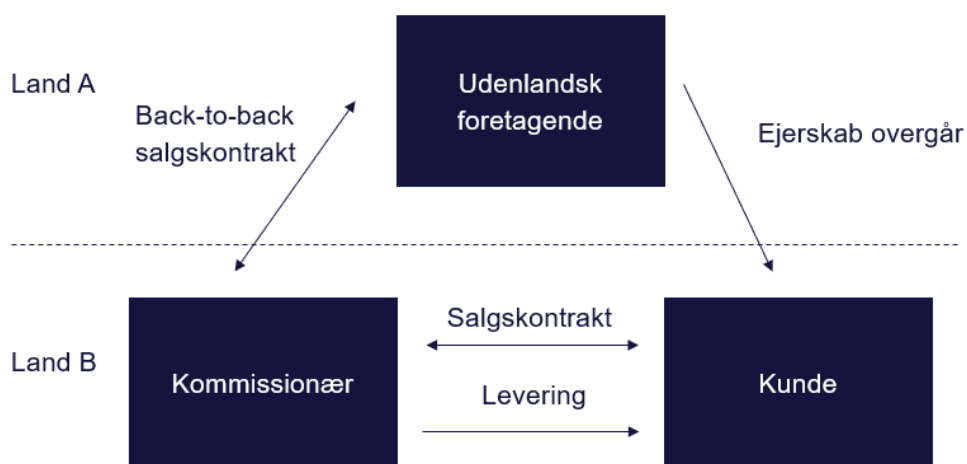 Land A
Back-to-back
salgskontrakt
Udenlandsk
foretagende
Ejerskab overgår
Land B
Kommissionær
Salgskontrakt
Levering
Kunde